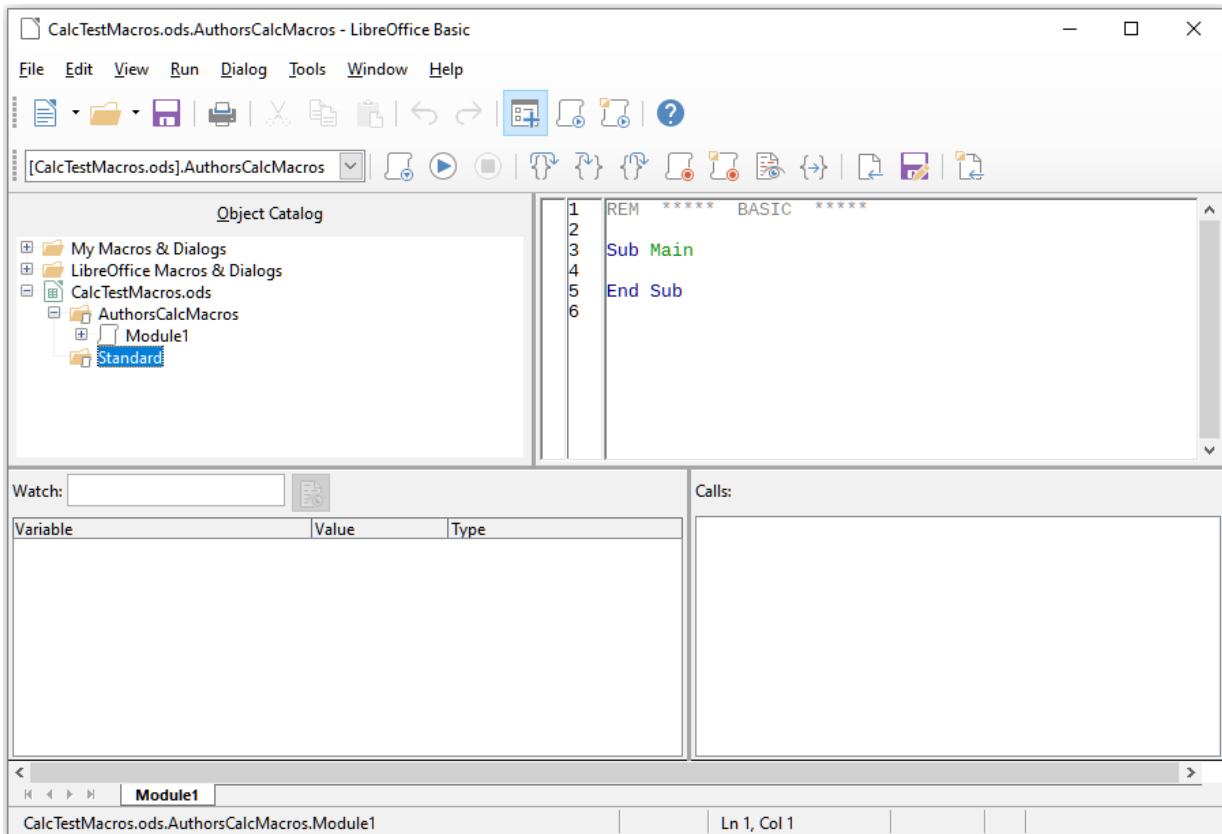 CalcTestMacros.ods.AuthorsCalcMacros - LibreOffice Basic
File Edit View Run Dialog Tools Window Help
[CalcTestMacros.ods].AuthorsCalcMacros
Object Catalog
My Macros & Dialogs
LibreOffice Macros & Dialogs
CalcTestMacros.ods
AuthorsCalcMacros
Module1
Standard
1 REM ***** BASIC *****
2
3 Sub Main
4
5 End Sub
6
Watch:
Variable Value Type
Calls:
Module1
CalcTestMacros.ods.AuthorsCalcMacros.Module1 Ln 1, Col 1